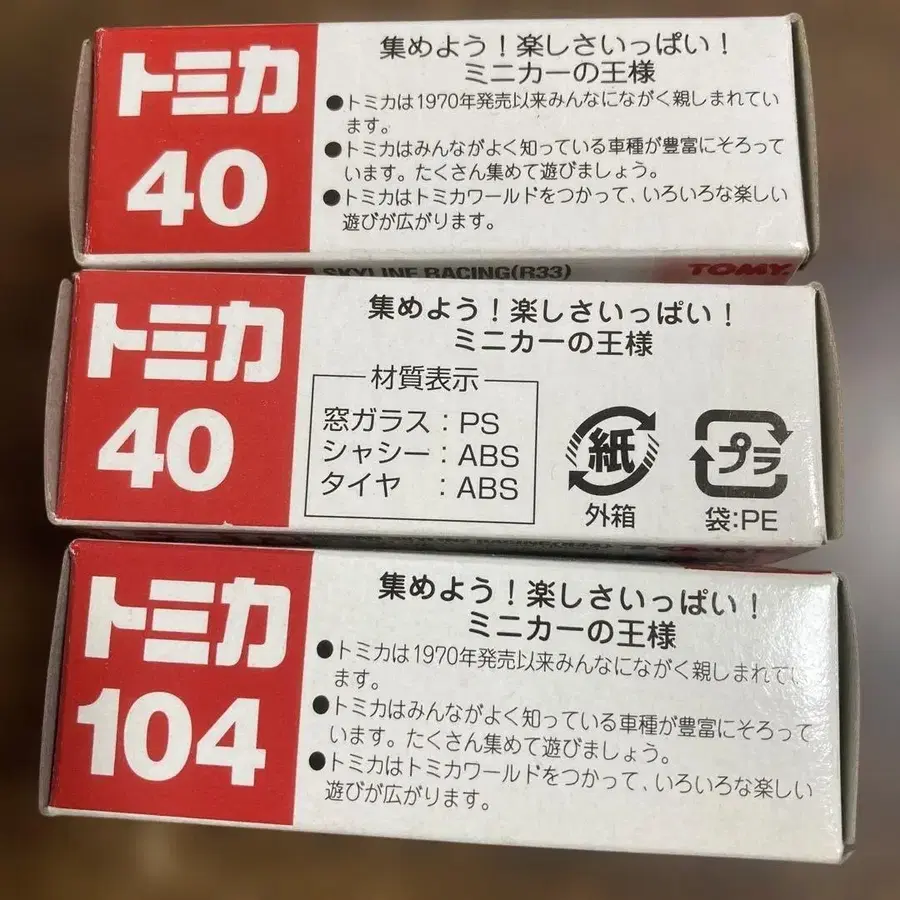 トミカ
40
集めよう！楽しさいっぱい！
ミニカーの王様
●トミカは1970年発売以来みんなにながく親しまれてい
ます。
●トミカはみんながよく知っている車種が豊富にそろって
います。たくさん集めて遊びましょう。
●トミカはトミカワールドをつかって、いろいろな楽しい
遊びが広がります。
SKYLINE RACING(R33)
TOMY.
トミカ
40
集めよう！楽しさいっぱい！
ミニカーの王様
材質表示
窓ガラス：PS
シャシー：ABS
タイヤ ：ABS
紙
外箱
プラ
袋:PE
トミカ
104
集めよう！楽しさいっぱい！
ミニカーの王様
●トミカは1970年発売以来みんなにながく親しまれてい
ます。
●トミカはみんながよく知っている車種が豊富にそろって
います。たくさん集めて遊びましょう。
●トミカはトミカワールドをつかって、いろいろな楽しい
遊びが広がります。